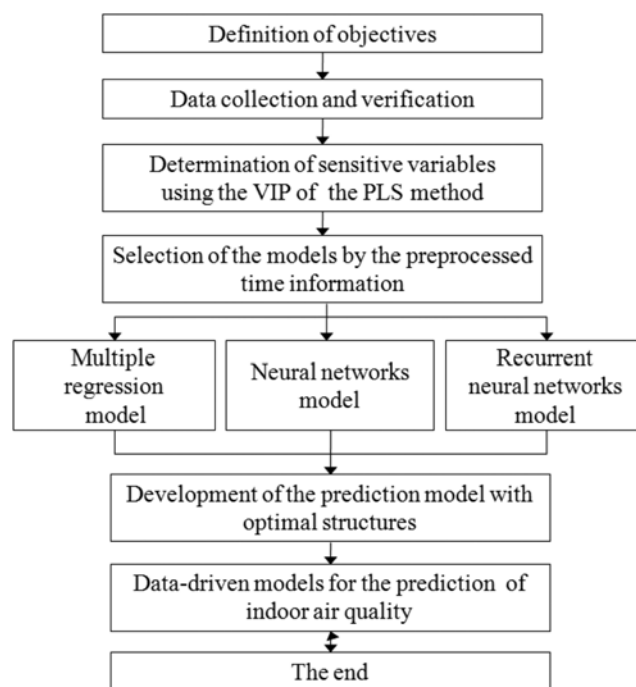 Definition of objectives
Data collection and verification
Determination of sensitive variables
using the VIP of the PLS method
Selection of the models by the preprocessed
time information
Multiple
regression
model
Neural networks
model
Recurrent
neural networks
model
Development of the prediction model with
optimal structures
Data-driven models for the prediction of
indoor air quality
The end